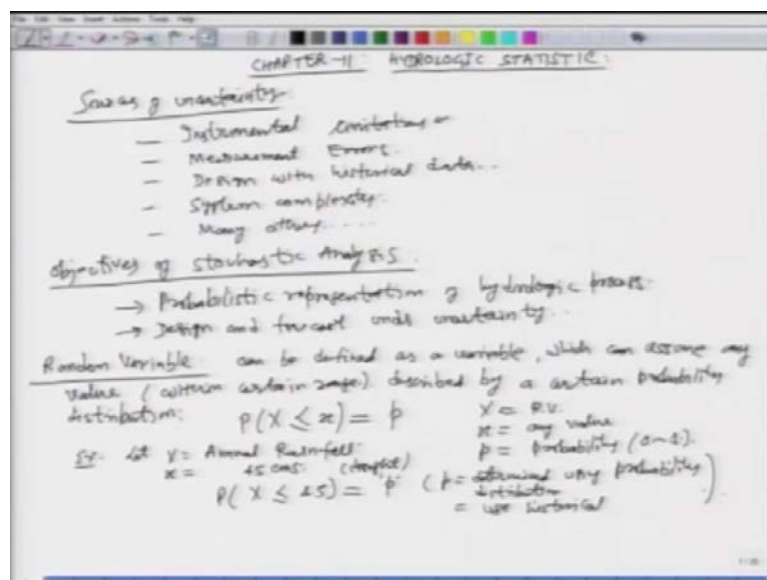 CHAPTER-11: HYDROLOGIC STATISTIC:
Sources of uncertainty
— Instrumental limitations
— Measurement Errors.
— Design with historical data..
— System complexity
— Many others.....
Objectives of Stochastic Analysis
→ Probabilistic representation of hydrologic process.
→ Design and forecast under uncertainty..
Random Variable: can be defined as a variable, which can assume any
value (within certain range) described by a certain probability
distribution: P(X ≤ x) = p
X = R.V.
x = any value
p = probability (0~1).
Ex. Let X = Annual Rainfall
x = 45 cms.
P(X ≤ 45) = 'p' (p = determined using probability
distribution
= use historical